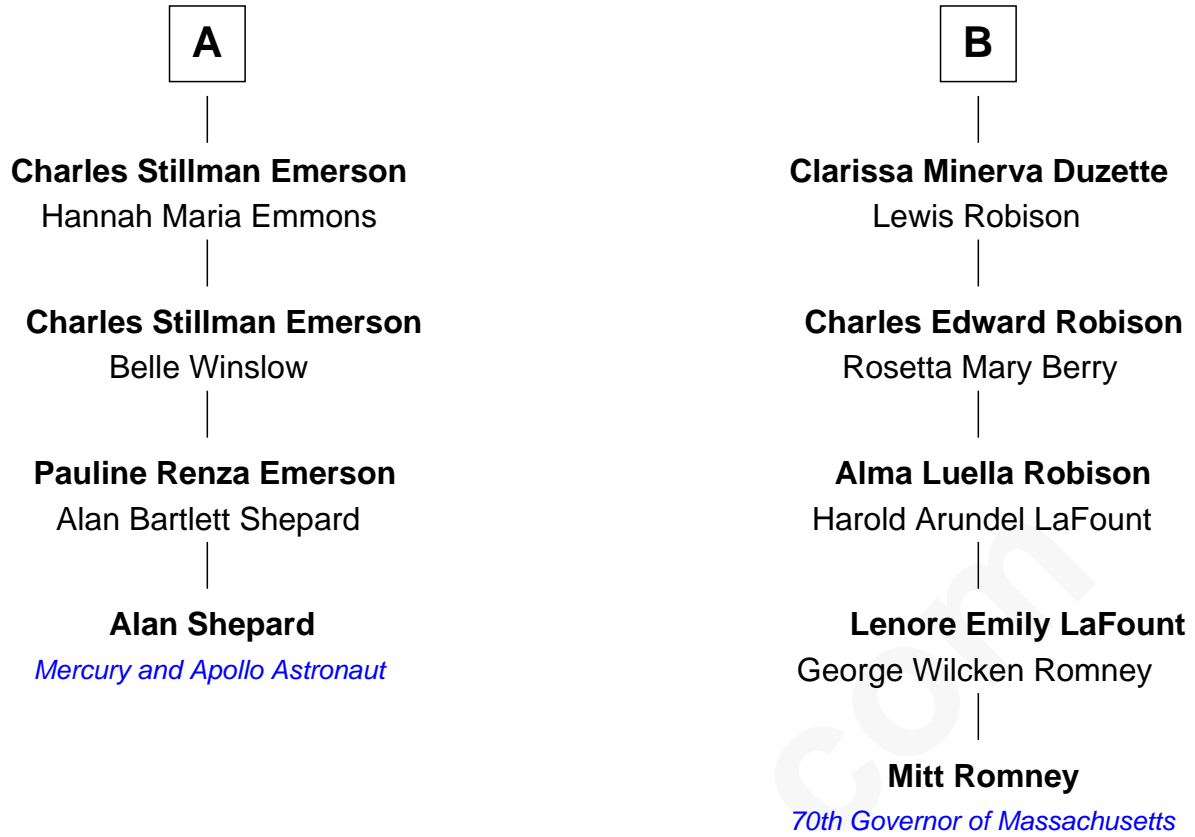 A
Charles Stillman Emerson
Hannah Maria Emmons
Charles Stillman Emerson
Belle Winslow
Pauline Renza Emerson
Alan Bartlett Shepard
Alan Shepard
Mercury and Apollo Astronaut
B
Clarissa Minerva Duzette
Lewis Robison
Charles Edward Robison
Rosetta Mary Berry
Alma Luella Robison
Harold Arundel LaFount
Lenore Emily LaFount
George Wilcken Romney
Mitt Romney
70th Governor of Massachusetts
com